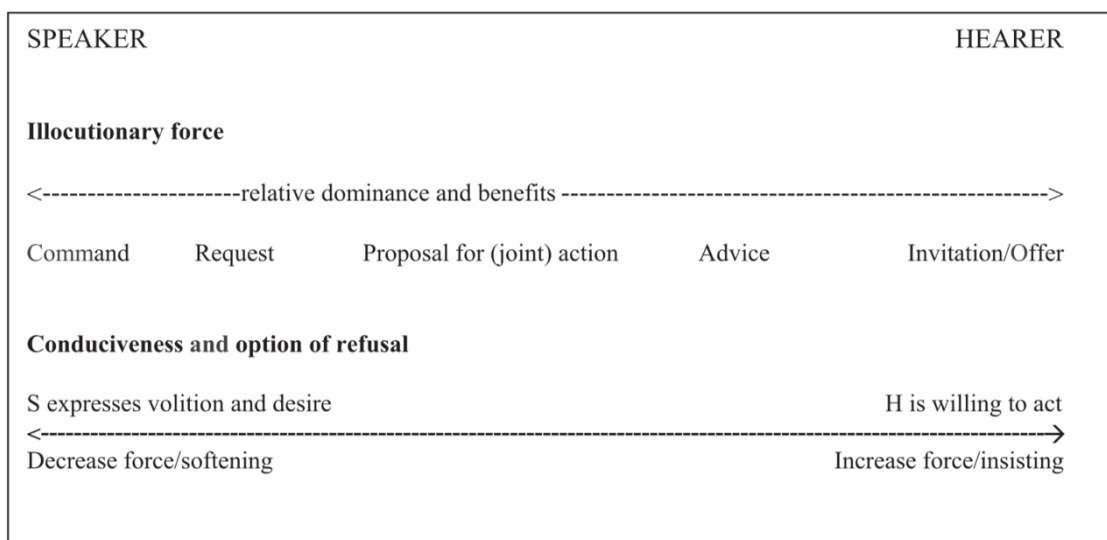 SPEAKER HEARER
Illocutionary force
<----------------------relative dominance and benefits ------------------------------------------------------>
Command Request Proposal for (joint) action Advice Invitation/Offer
Conduciveness and option of refusal
S expresses volition and desire H is willing to act
<---------------------------------------------------------------------------------------------------------→
Decrease force/softening Increase force/insisting